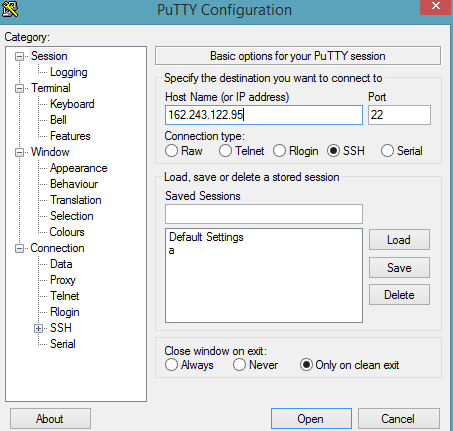 PuTTY Configuration
Category:
Session
Logging
Terminal
Keyboard
Bell
Features
Window
Appearance
Behaviour
Translation
Selection
Colours
Connection
Data
Proxy
Telnet
Rlogin
SSH
Serial
Basic options for your PuTTY session
Specify the destination you want to connect to
Host Name (or IP address) Port
162.243.122.95 22
Connection type:
Raw Telnet Rlogin SSH Serial
Load, save or delete a stored session
Saved Sessions
Default Settings
a
Load
Save
Delete
Close window on exit:
Always Never Only on clean exit
About Open Cancel